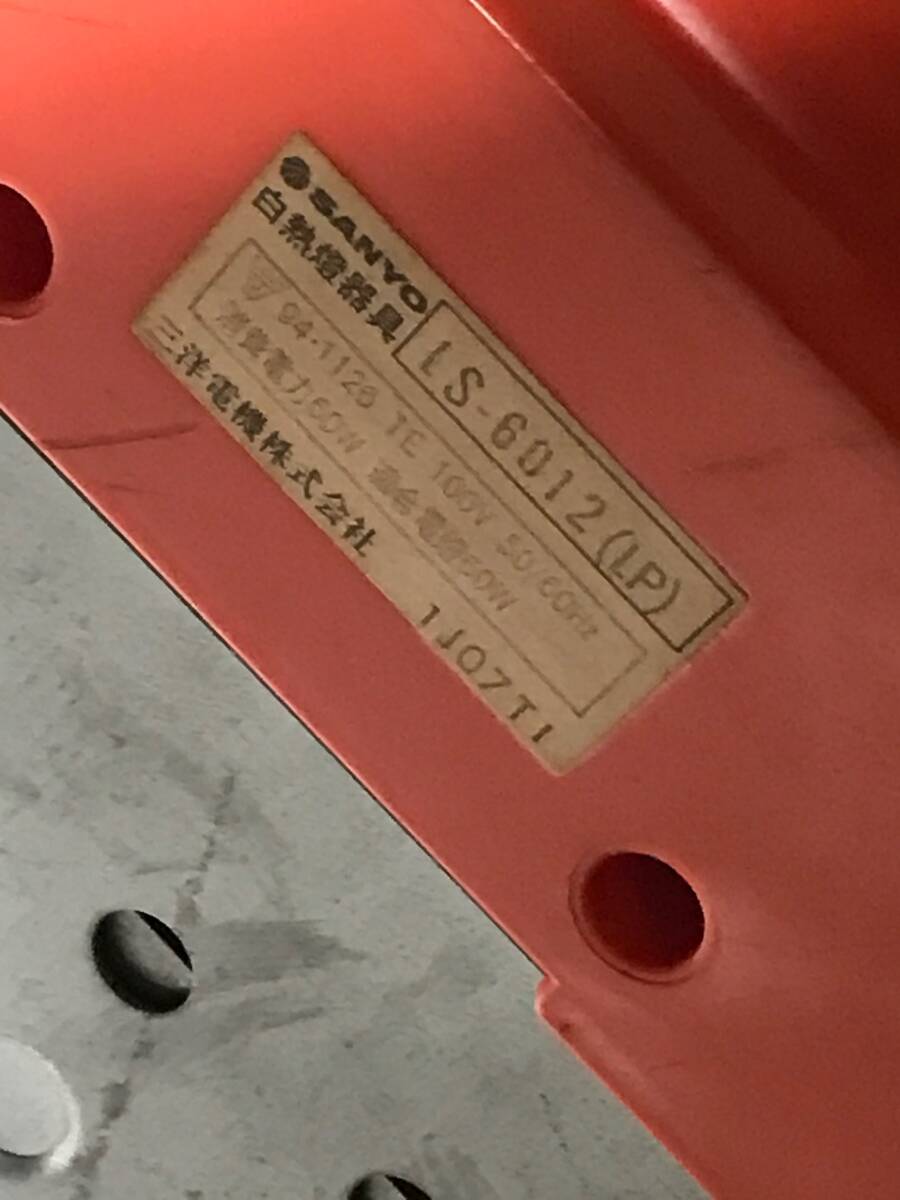 SANYO
白熱燈器具 LS-6012(LP)
94-1128 TE 100V 50/60Hz
消費電力60W 適合電球60W
三洋電機株式会社 1J07T1